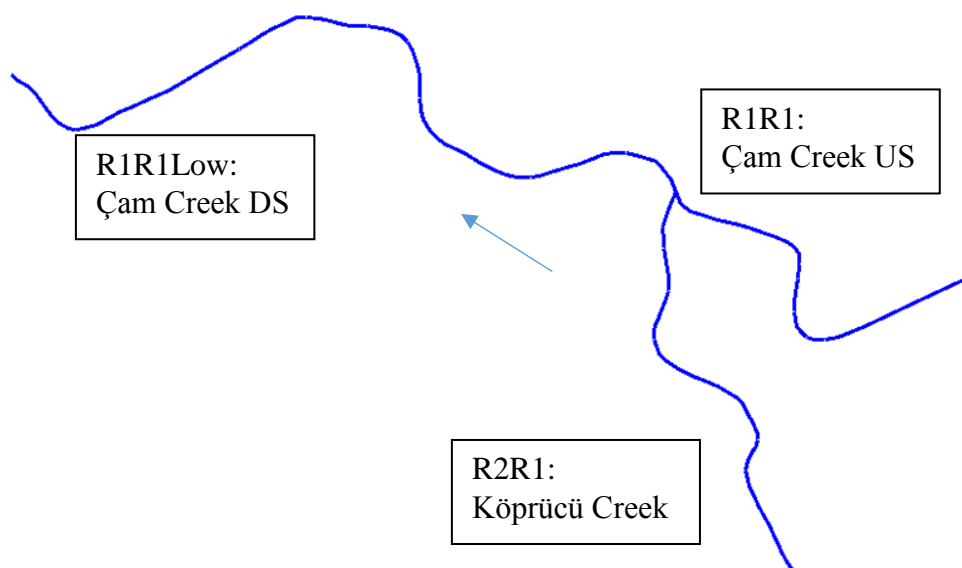 R1R1Low:
Çam Creek DS
R1R1:
Çam Creek US
R2R1:
Köprücü Creek